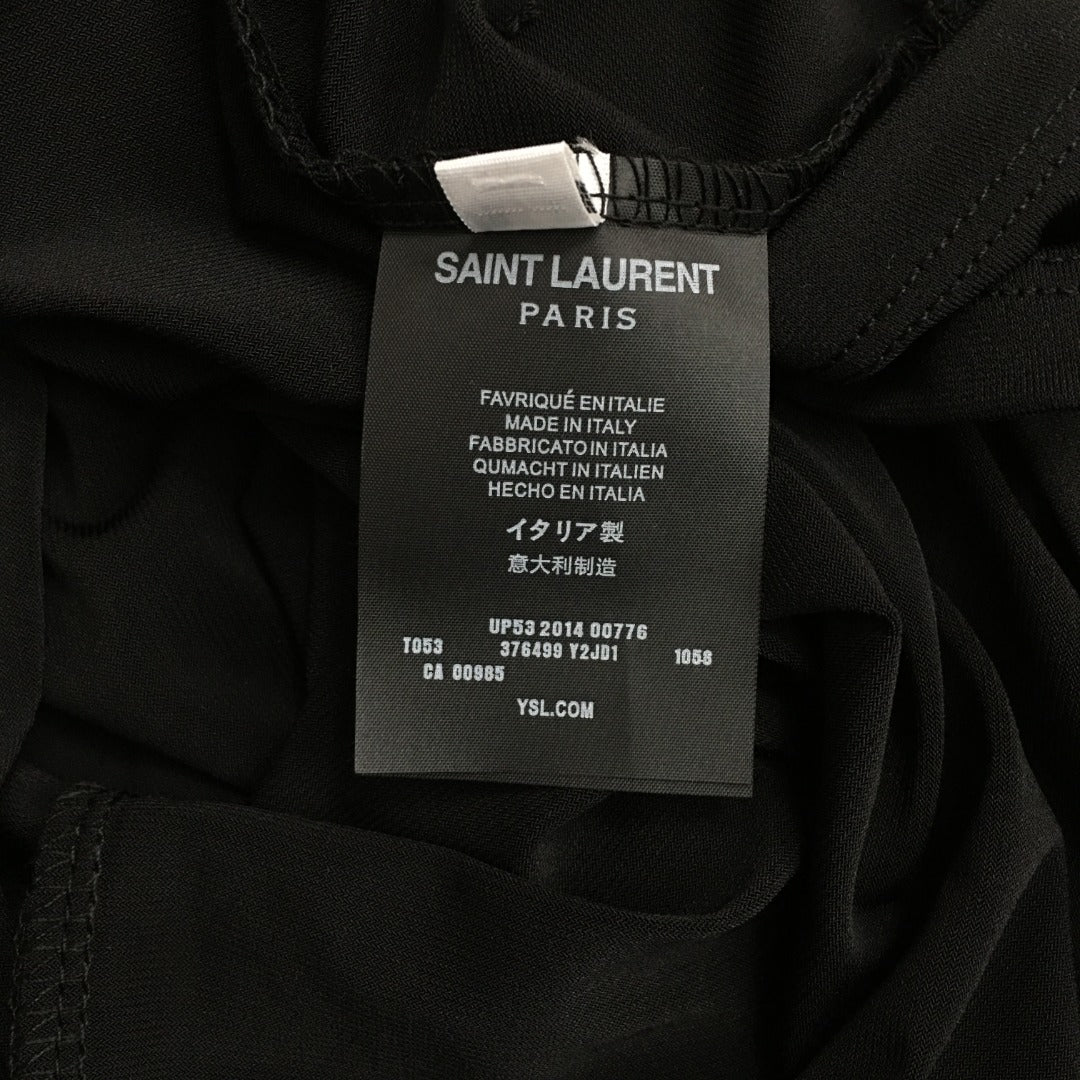 SAINT LAURENT
PARIS
FAVRIQUÉ EN ITALIE
MADE IN ITALY
FABBRICATO IN ITALIA
QUMACHT IN ITALIEN
HECHO EN ITALIA
イタリア製
意大利制造
UP53 2014 00776
T053 376499 Y2JD1 1058
CA 00985
YSL.COM